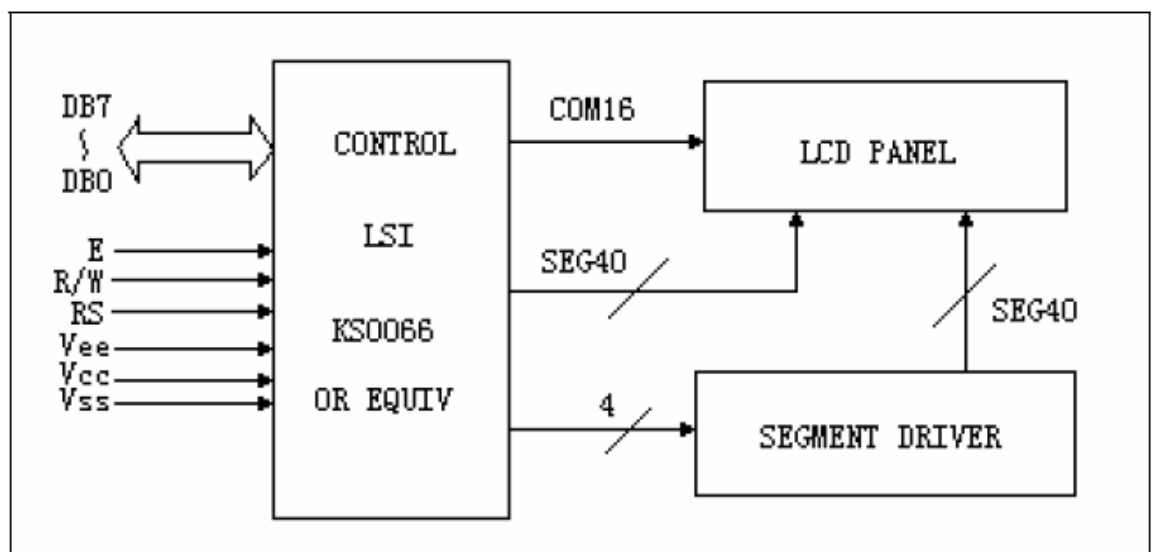 DB7
~
DB0
E
R/W
RS
Vee
Vcc
Vss
CONTROL
LSI
KS0066
OR EQUIV
COM16
SEG40
4
LCD PANEL
SEG40
SEGMENT DRIVER